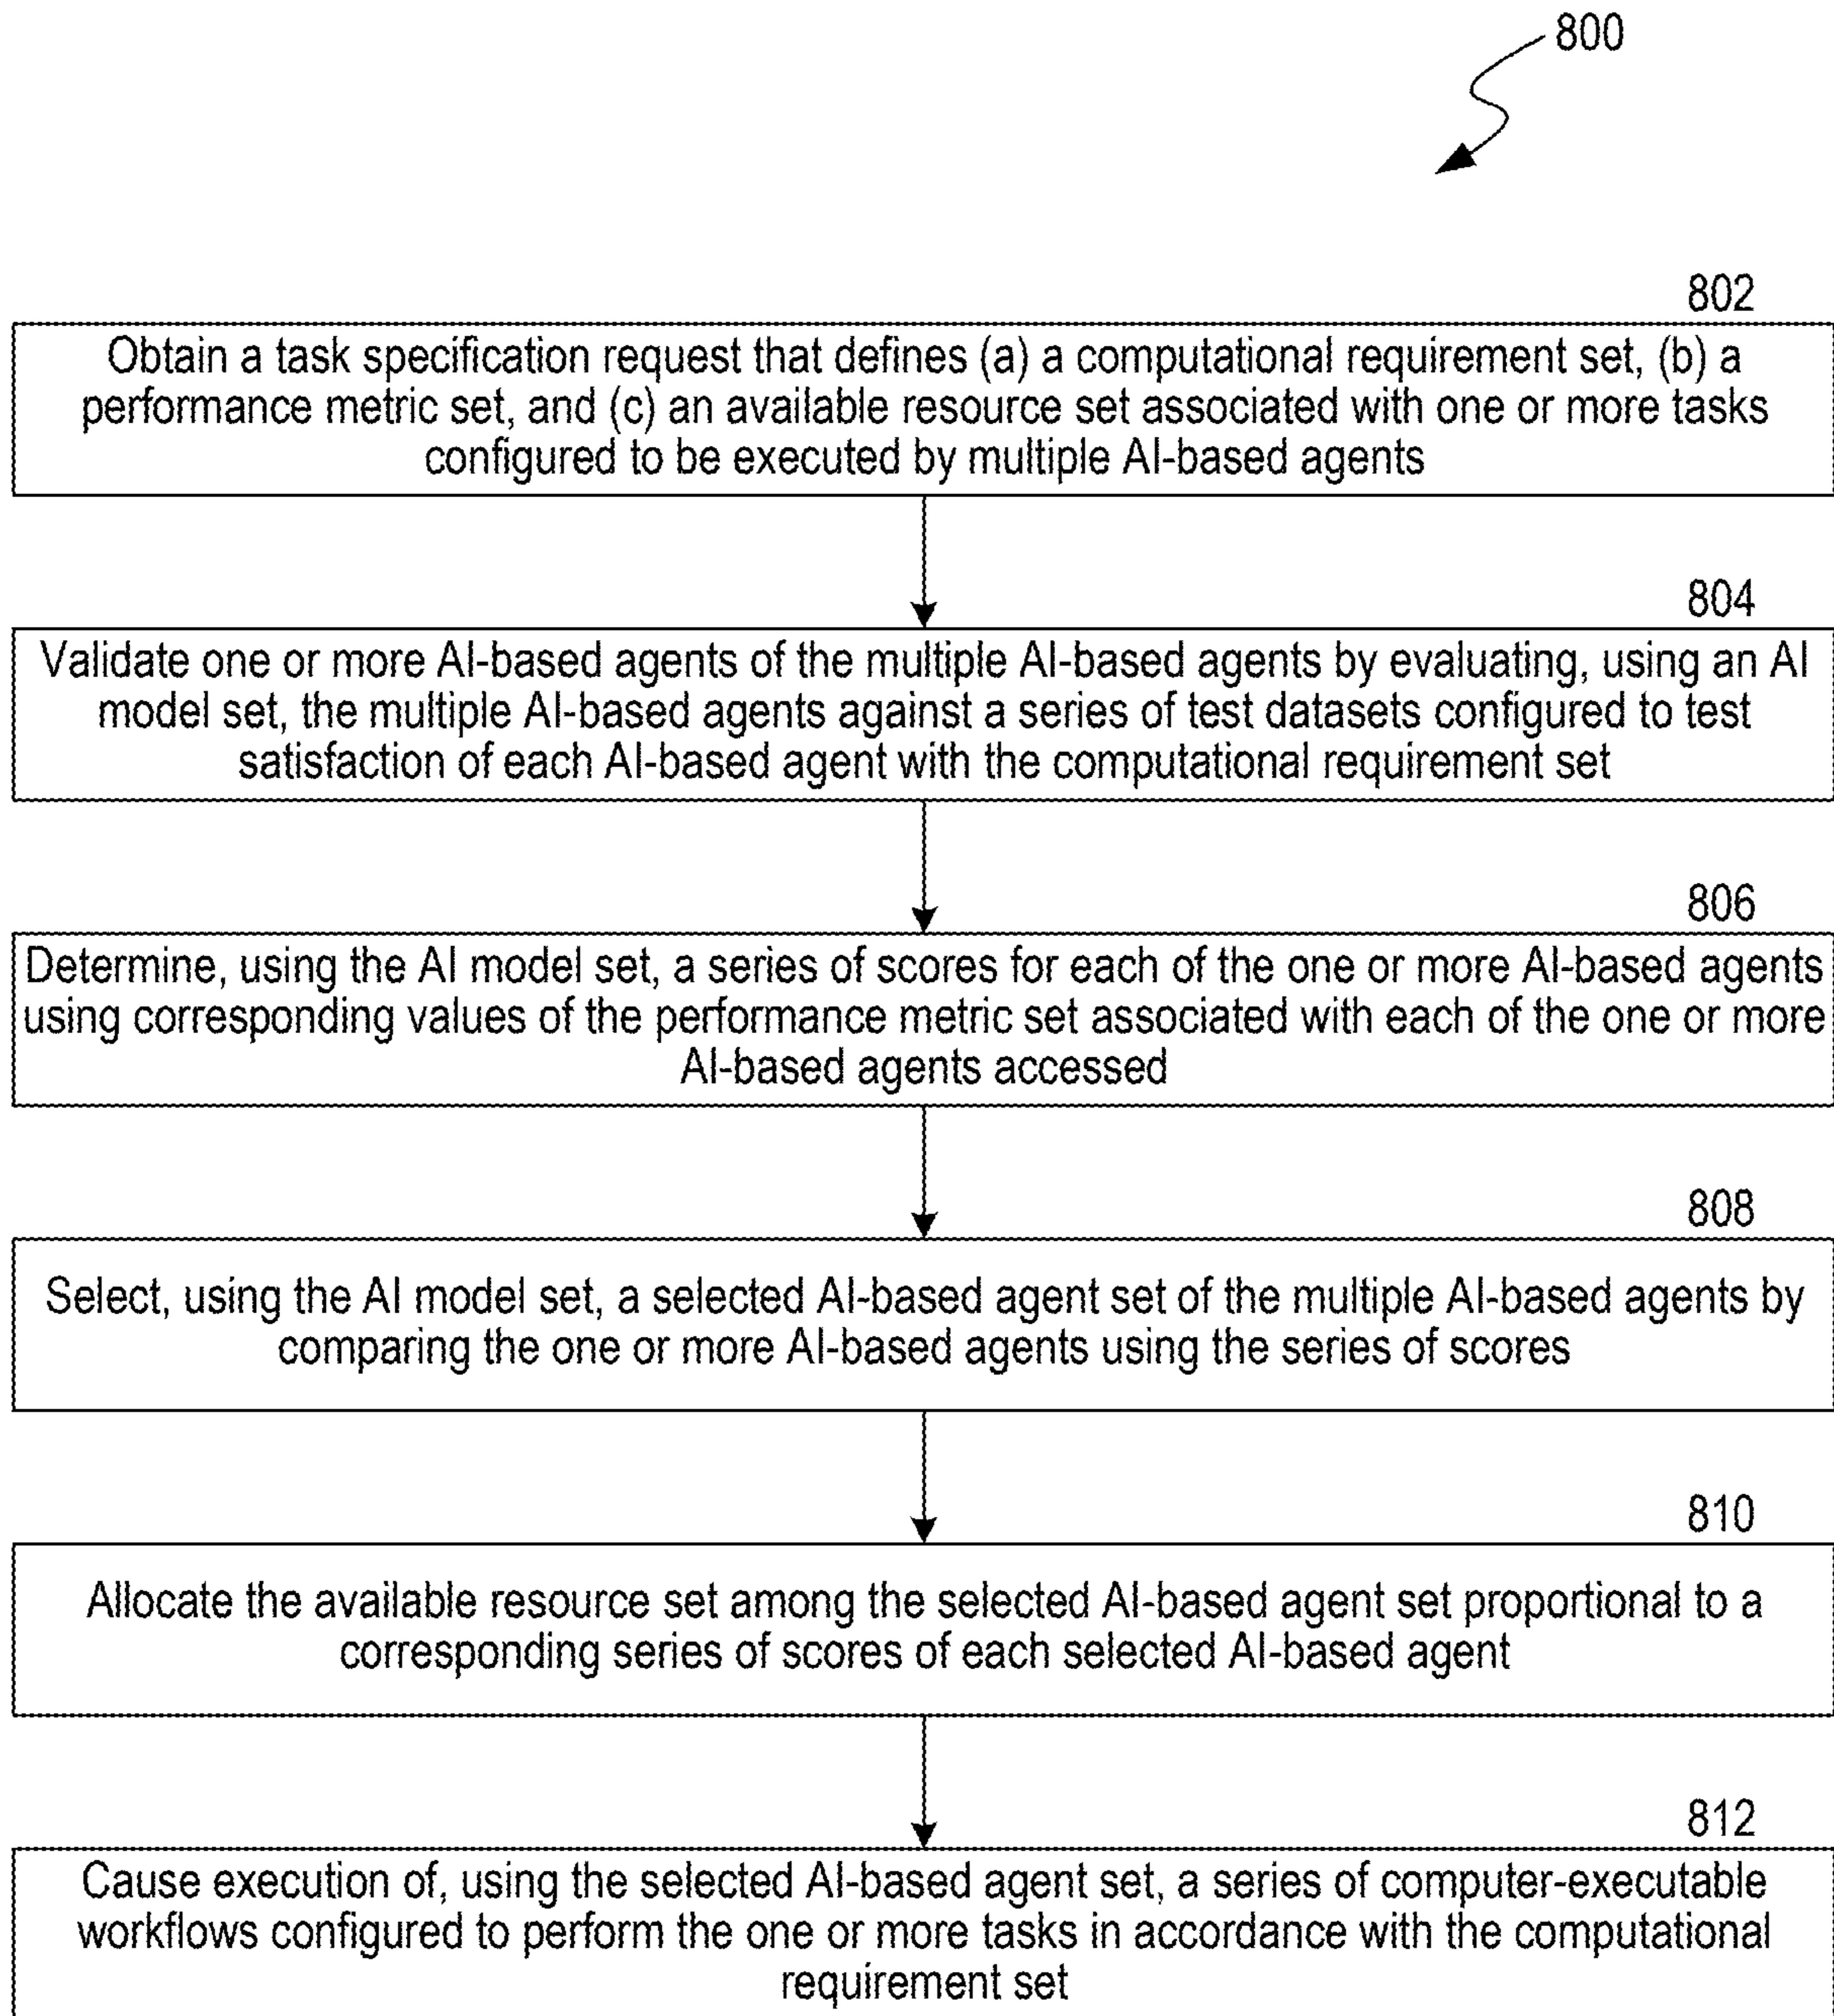 800
802
Obtain a task specification request that defines (a) a computational requirement set, (b) a
performance metric set, and (c) an available resource set associated with one or more tasks
configured to be executed by multiple AI-based agents
804
Validate one or more AI-based agents of the multiple AI-based agents by evaluating, using an AI
model set, the multiple AI-based agents against a series of test datasets configured to test
satisfaction of each AI-based agent with the computational requirement set
806
Determine, using the AI model set, a series of scores for each of the one or more AI-based agents
using corresponding values of the performance metric set associated with each of the one or more
AI-based agents accessed
808
Select, using the AI model set, a selected AI-based agent set of the multiple AI-based agents by
comparing the one or more AI-based agents using the series of scores
810
Allocate the available resource set among the selected AI-based agent set proportional to a
corresponding series of scores of each selected AI-based agent
812
Cause execution of, using the selected AI-based agent set, a series of computer-executable
workflows configured to perform the one or more tasks in accordance with the computational
requirement set